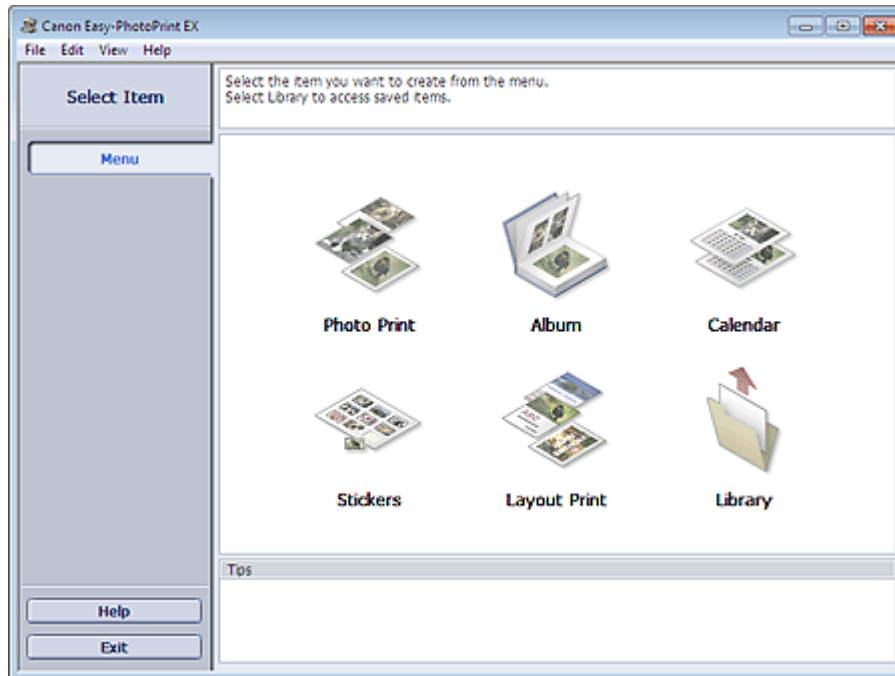 Canon Easy-PhotoPrint EX
File Edit View Help
Select Item
Select the item you want to create from the menu.
Select Library to access saved items.
Menu
Photo Print
Album
Calendar
Stickers
Layout Print
Library
Tips
Help
Exit